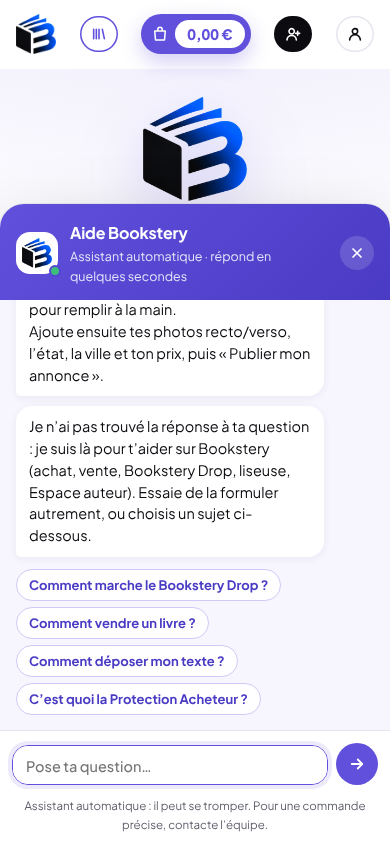 0,00 €
Aide Bookstery
Assistant automatique · répond en
quelques secondes
pour remplir à la main.
Ajoute ensuite tes photos recto/verso,
l’état, la ville et ton prix, puis « Publier mon
annonce ».
Je n’ai pas trouvé la réponse à ta question
: je suis là pour t’aider sur Bookstery
(achat, vente, Bookstery Drop, liseuse,
Espace auteur). Essaie de la formuler
autrement, ou choisis un sujet ci-
dessous.
Comment marche le Bookstery Drop ?
Comment vendre un livre ?
Comment déposer mon texte ?
C’est quoi la Protection Acheteur ?
Pose ta question…
Assistant automatique : il peut se tromper. Pour une commande
précise, contacte l’équipe.